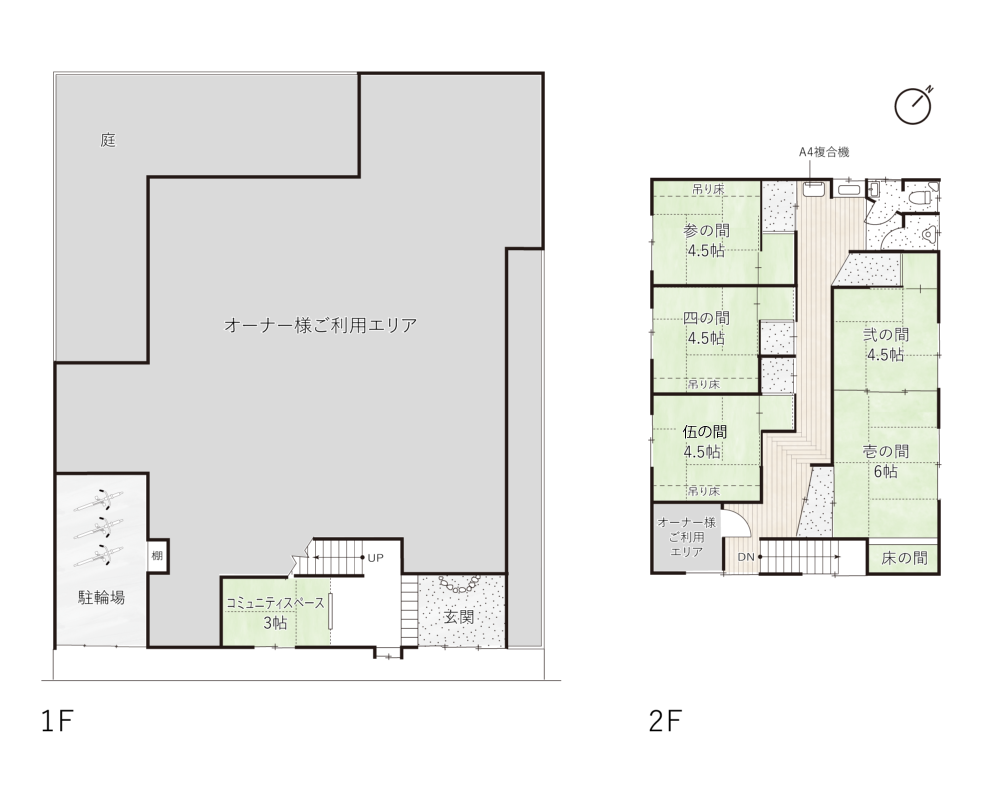 庭
オーナー様ご利用エリア
棚
UP
駐輪場
コミュニティスペース
3帖
玄関
1F
N
A4複合機
吊り床
参の間
4.5帖
四の間
4.5帖
吊り床
弐の間
4.5帖
伍の間
4.5帖
吊り床
壱の間
6帖
オーナー様
ご利用
エリア
DN
床の間
2F